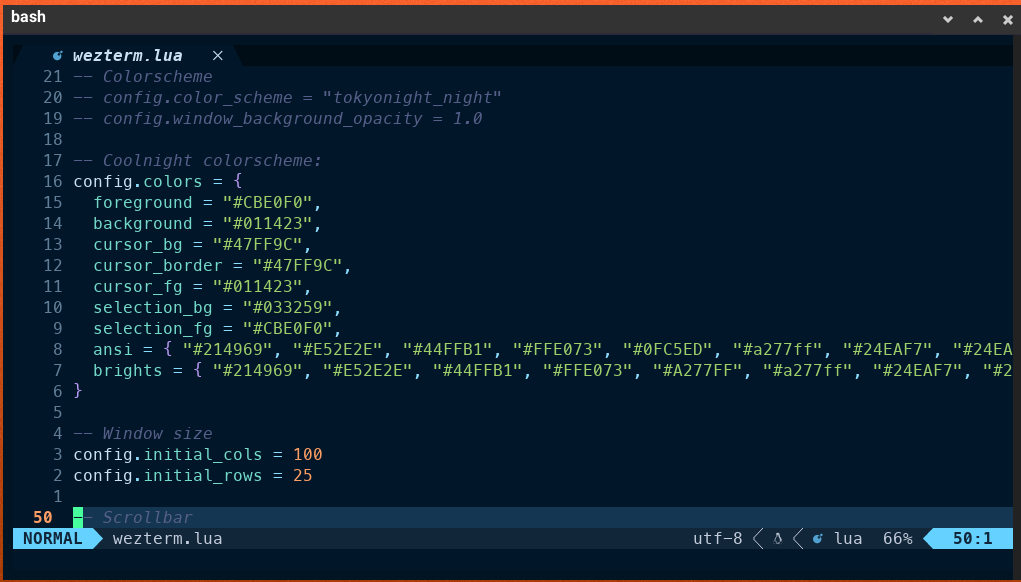 bash
wezterm.lua
21 -- Colorscheme
20 -- config.color_scheme = "tokyonight_night"
19 -- config.window_background_opacity = 1.0
18
17 -- Coolnight colorscheme:
16 config.colors = {
15   foreground = "#CBE0F0",
14   background = "#011423",
13   cursor_bg = "#47FF9C",
12   cursor_border = "#47FF9C",
11   cursor_fg = "#011423",
10   selection_bg = "#033259",
9   selection_fg = "#CBE0F0",
8   ansi = { "#214969", "#E52E2E", "#44FFB1", "#FFE073", "#0FC5ED", "#a277ff", "#24EAF7", "#24EA
7   brights = { "#214969", "#E52E2E", "#44FFB1", "#FFE073", "#A277FF", "#a277ff", "#24EAF7", "#2
6 }
5
4 -- Window size
3 config.initial_cols = 100
2 config.initial_rows = 25
1
50 -- Scrollbar
NORMAL wezterm.lua utf-8 lua 66% 50:1